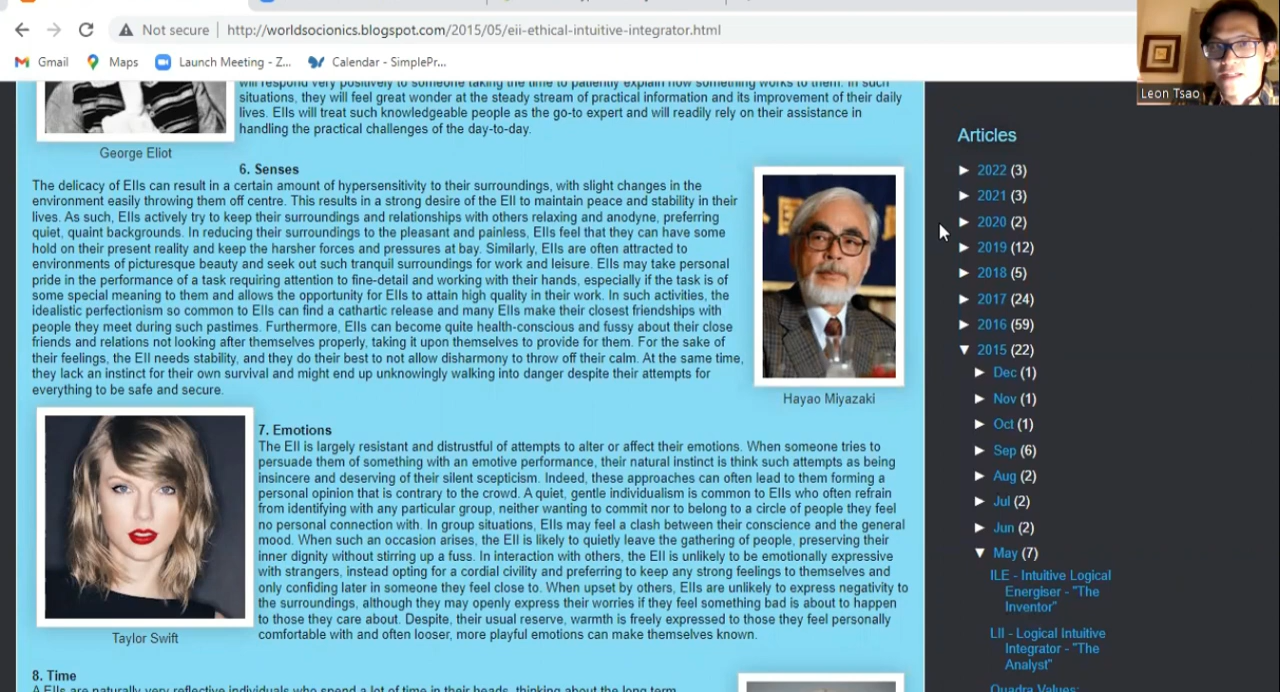 Not secure | http://worldsocionics.blogspot.com/2015/05/eii-ethical-intuitive-integrator.html
Gmail Maps Launch Meeting - Z... Calendar - SimplePr...
Leon Tsao
will respond very positively to someone taking the time to patiently explain how something works to them. In such
situations, they will feel great wonder at the steady stream of practical information and its improvement of their daily
lives. EIIs will treat such knowledgeable people as the go-to expert and will readily rely on their assistance in
handling the practical challenges of the day-to-day.
George Eliot
6. Senses
The delicacy of EIIs can result in a certain amount of hypersensitivity to their surroundings, with slight changes in the
environment easily throwing them off centre. This results in a strong desire of the EII to maintain peace and stability in their
lives. As such, EIIs actively try to keep their surroundings and relationships with others relaxing and anodyne, preferring
quiet, quaint backgrounds. In reducing their surroundings to the pleasant and painless, EIIs feel that they can have some
hold on their present reality and keep the harsher forces and pressures at bay. Similarly, EIIs are often attracted to
environments of picturesque beauty and seek out such tranquil surroundings for work and leisure. EIIs may take personal
pride in the performance of a task requiring attention to fine-detail and working with their hands, especially if the task is of
some special meaning to them and allows the opportunity for EIIs to attain high quality in their work. In such activities, the
idealistic perfectionism so common to EIIs can find a cathartic release and many EIIs make their closest friendships with
people they meet during such pastimes. Furthermore, EIIs can become quite health-conscious and fussy about their close
friends and relations not looking after themselves properly, taking it upon themselves to provide for them. For the sake of
their feelings, the EII needs stability, and they do their best to not allow disharmony to throw off their calm. At the same time,
they lack an instinct for their own survival and might end up unknowingly walking into danger despite their attempts for
everything to be safe and secure.
Hayao Miyazaki
7. Emotions
The EII is largely resistant and distrustful of attempts to alter or affect their emotions. When someone tries to
persuade them of something with an emotive performance, their natural instinct is think such attempts as being
insincere and deserving of their silent scepticism. Indeed, these approaches can often lead to them forming a
personal opinion that is contrary to the crowd. A quiet, gentle individualism is common to EIIs who often refrain
from identifying with any particular group, neither wanting to commit nor to belong to a circle of people they feel
no personal connection with. In group situations, EIIs may feel a clash between their conscience and the general
mood. When such an occasion arises, the EII is likely to quietly leave the gathering of people, preserving their
inner dignity without stirring up a fuss. In interaction with others, the EII is unlikely to be emotionally expressive
with strangers, instead opting for a cordial civility and preferring to keep any strong feelings to themselves and
only confiding later in someone they feel close to. When upset by others, EIIs are unlikely to express negativity to
the surroundings, although they may openly express their worries if they feel something bad is about to happen
to those they care about. Despite, their usual reserve, warmth is freely expressed to those they feel personally
comfortable with and often looser, more playful emotions can make themselves known.
Taylor Swift
8. Time
A EIIs are naturally very reflective individuals who spend a lot of time in their heads, thinking about the long term
Articles
► 2022 (3)
► 2021 (3)
► 2020 (2)
► 2019 (12)
► 2018 (5)
► 2017 (24)
► 2016 (59)
▼ 2015 (22)
► Dec (1)
► Nov (1)
► Oct (1)
► Sep (6)
► Aug (2)
► Jul (2)
► Jun (2)
▼ May (7)
ILE - Intuitive Logical
Energiser - "The
Inventor"
LII - Logical Intuitive
Integrator - "The
Analyst"
Quadra Values: